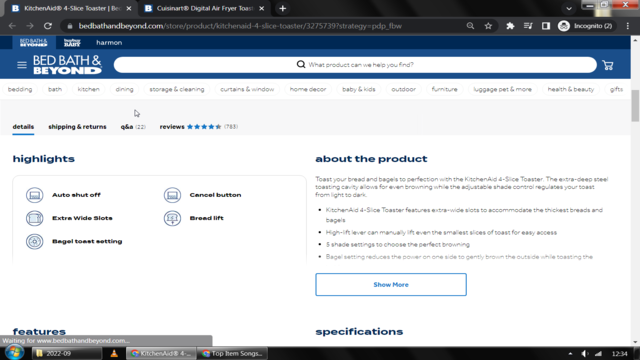 KitchenAid® 4-Slice Toaster | Bed
Cuisinart® Digital Air Fryer Toast
bedbathandbeyond.com/store/product/kitchenaid-4-slice-toaster/3275739?strategy=pdp_fbw
Incognito (2)
BED BATH & BEYOND
buybuy BABY
harmon
BED BATH &
BEYOND
What product can we help you find?
bedding bath kitchen dining storage & cleaning curtains & window home decor baby & kids outdoor furniture luggage pet & more health & beauty gifts
details shipping & returns q&a (22) reviews (785)
highlights
Auto shut off
Cancel button
Extra Wide Slots
Bread lift
Bagel toast setting
about the product
Toast your bread and bagels to perfection with the KitchenAid 4-Slice Toaster. The extra-deep steel
toasting cavity allows for even browning while the adjustable shade control regulates your toast
from light to dark.
• KitchenAid 4-Slice Toaster features extra-wide slots to accommodate the thickest breads and
bagels
• High-lift lever can manually lift even the smallest slices of toast for easy access
• 5 shade settings to choose the perfect browning
• Bagel setting reduces the power on one side to gently brown the outside while toasting the
Show More
features
specifications
Waiting for www.bedbathandbeyond.com...
2022-09
KitchenAid® 4-...
Top Item Songs...
12:34